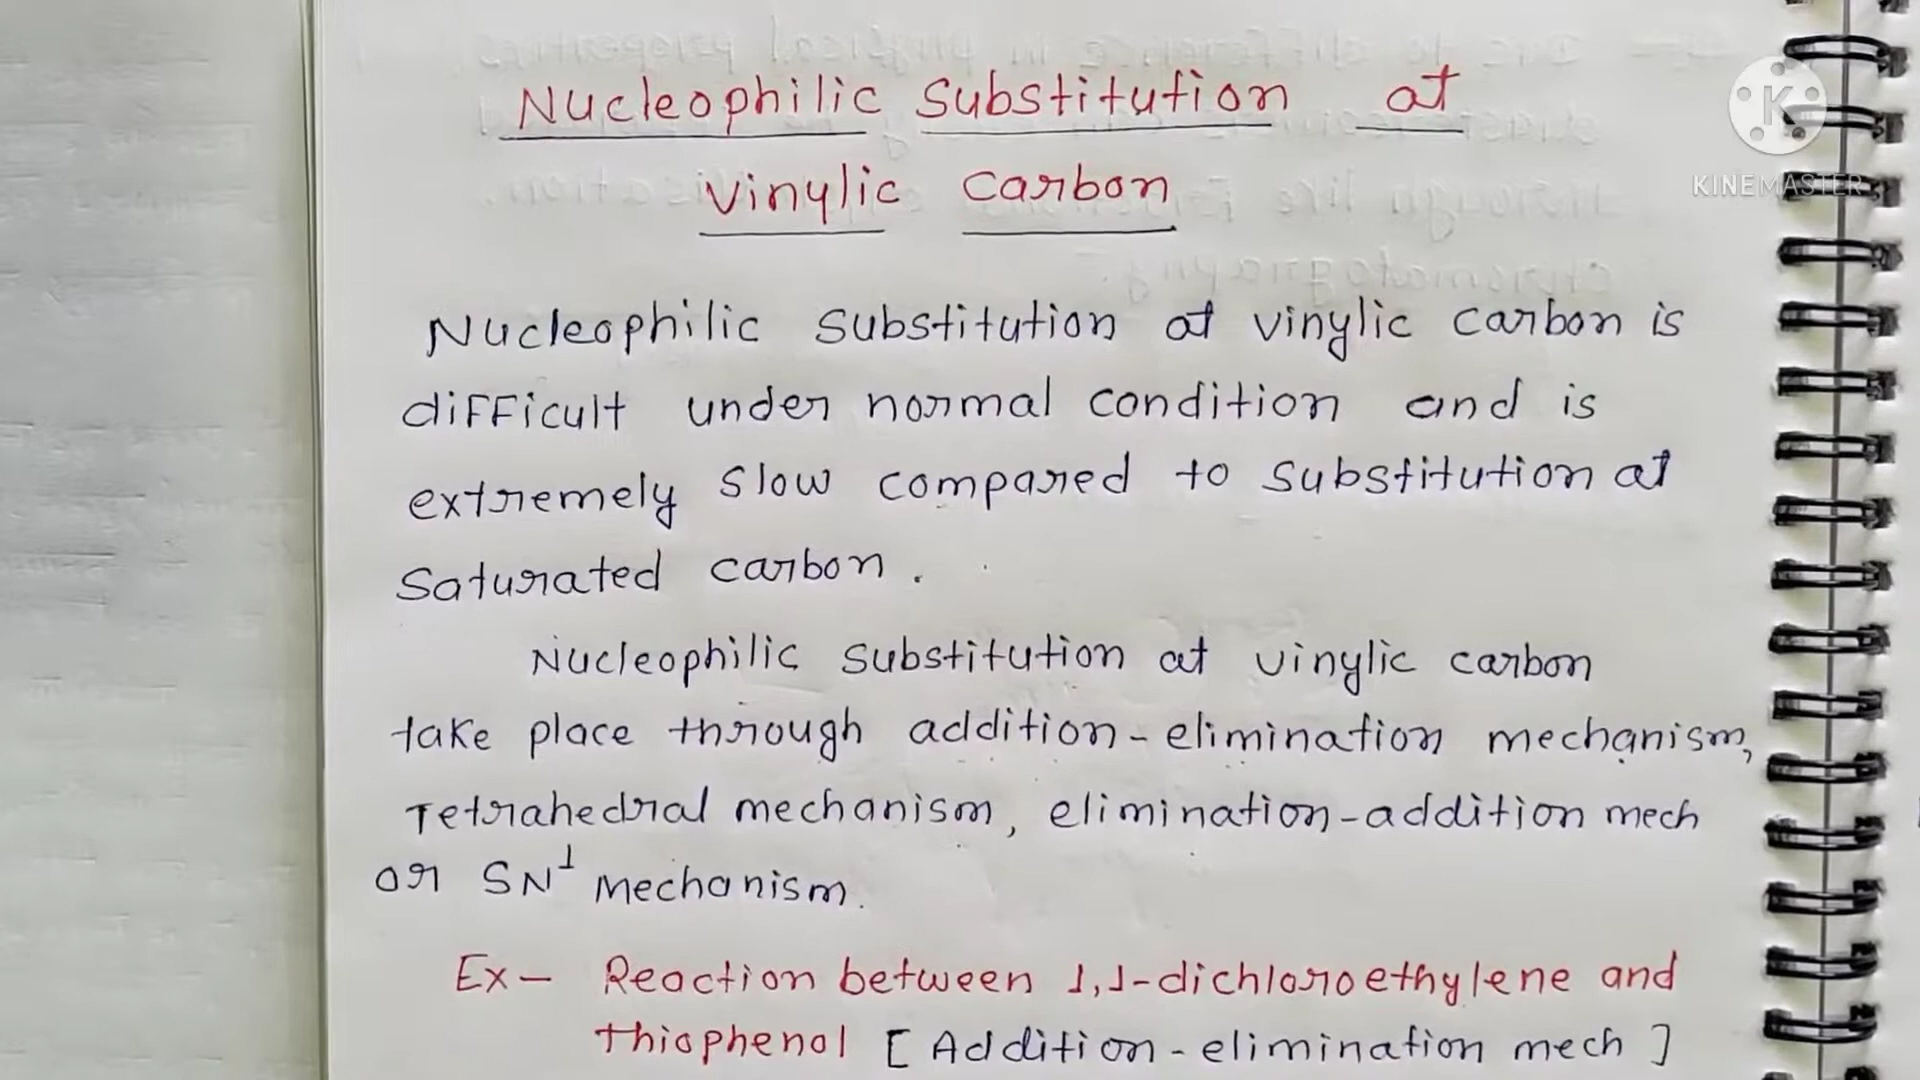 Nucleophilic substitution at
vinylic carbon
KINEMASTER
Nucleophilic substitution at vinylic carbon is
difficult under normal condition and is
extremely slow compared to substitution at
saturated carbon.
Nucleophilic substitution at vinylic carbon
take place through addition-elimination mechanism,
Tetrahedral mechanism, elimination-addition mech
or SN¹ mechanism.
Ex- Reaction between 1,1-dichloroethylene and
thiophenol [Addition-elimination mech]